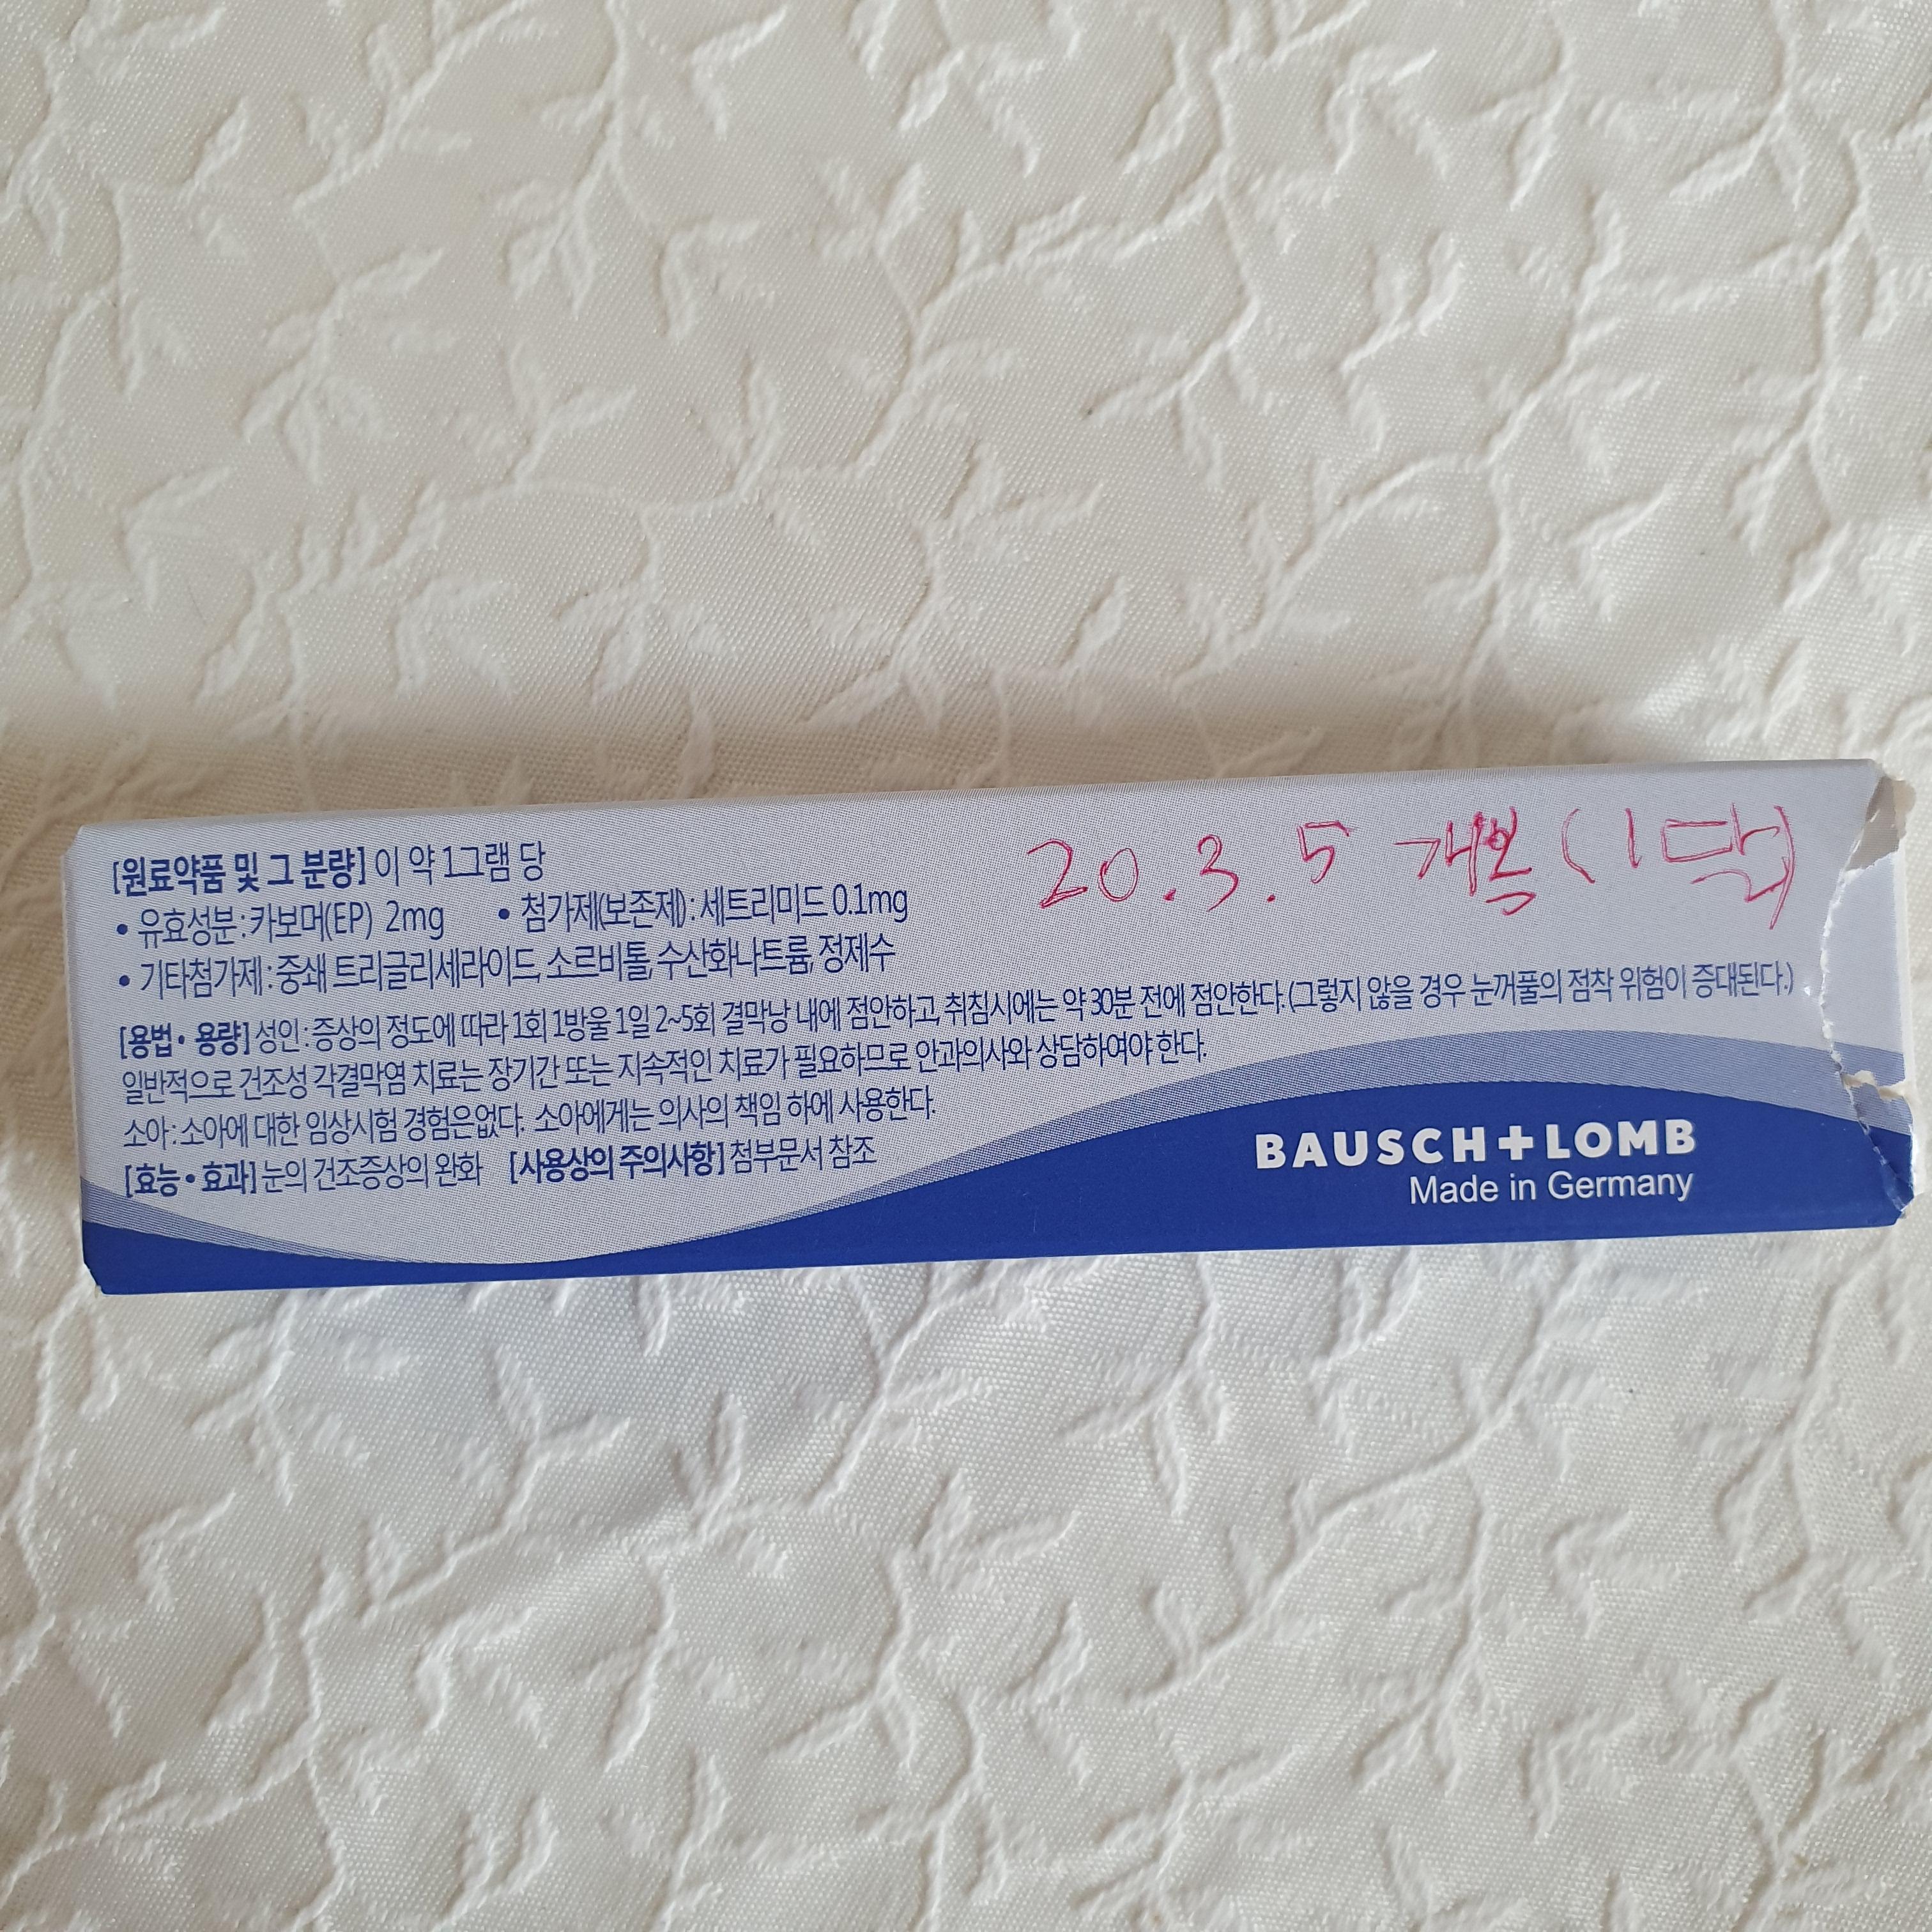 20.3.5 개봉 (1달)
[원료약품 및 그 분량] 이 약 1그램 당
• 유효성분 : 카보머(EP) 2mg • 첨가제(보존제) : 세트리미드 0.1mg
• 기타첨가제 : 중쇄 트리글리세라이드, 소르비톨, 수산화나트륨, 정제수
[용법 • 용량] 성인 : 증상의 정도에 따라 1회 1방울 1일 2~5회 결막낭 내에 점안하고, 취침시에는 약 30분 전에 점안한다.(그렇지 않을 경우 눈꺼풀의 점착 위험이 증대된다.)
일반적으로 건조성 각결막염 치료는 장기간 또는 지속적인 치료가 필요하므로 안과의사와 상담하여야 한다.
소아 : 소아에 대한 임상시험 경험은없다. 소아에게는 의사의 책임 하에 사용한다.
[효능 • 효과] 눈의 건조증상의 완화 [사용상의 주의사항] 첨부문서 참조
BAUSCH+LOMB
Made in Germany